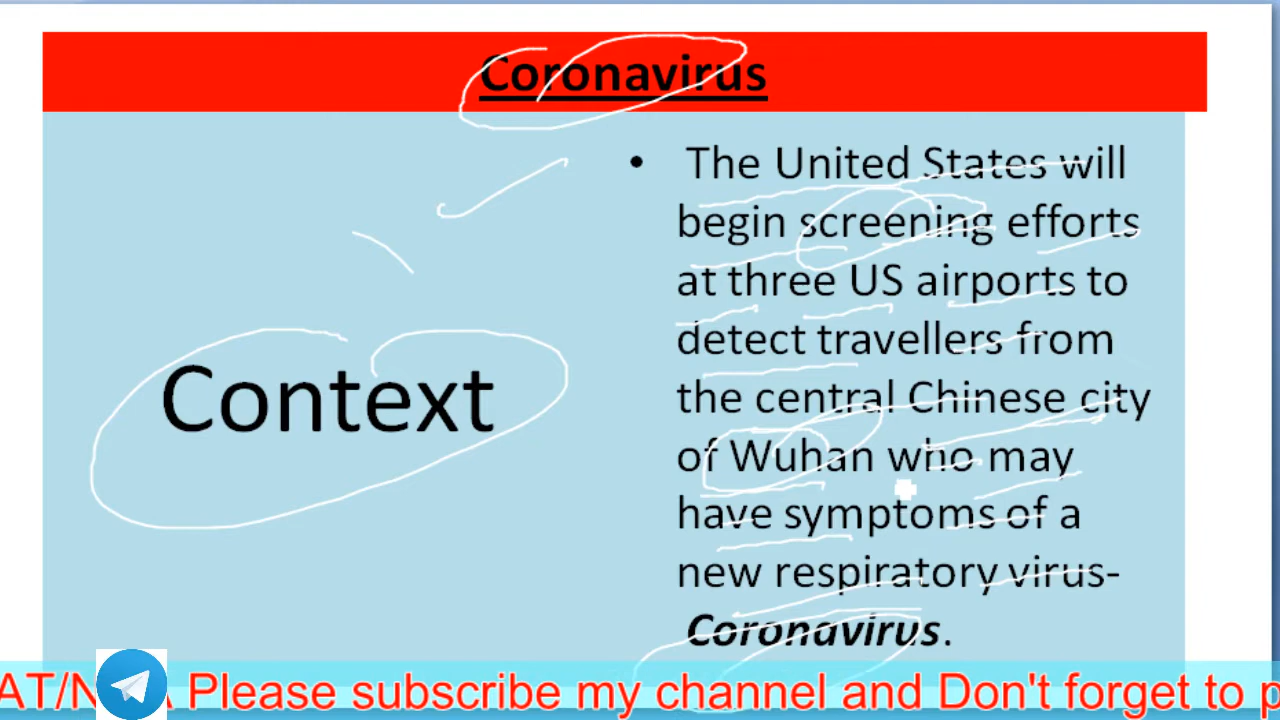 Coronavirus
• The United States will
begin screening efforts
at three US airports to
detect travellers from
Context
the central Chinese city
of Wuhan who may
have symptoms of a
new respiratory virus-
Coronavirus.
Please subscribe my channel and Don't forget to